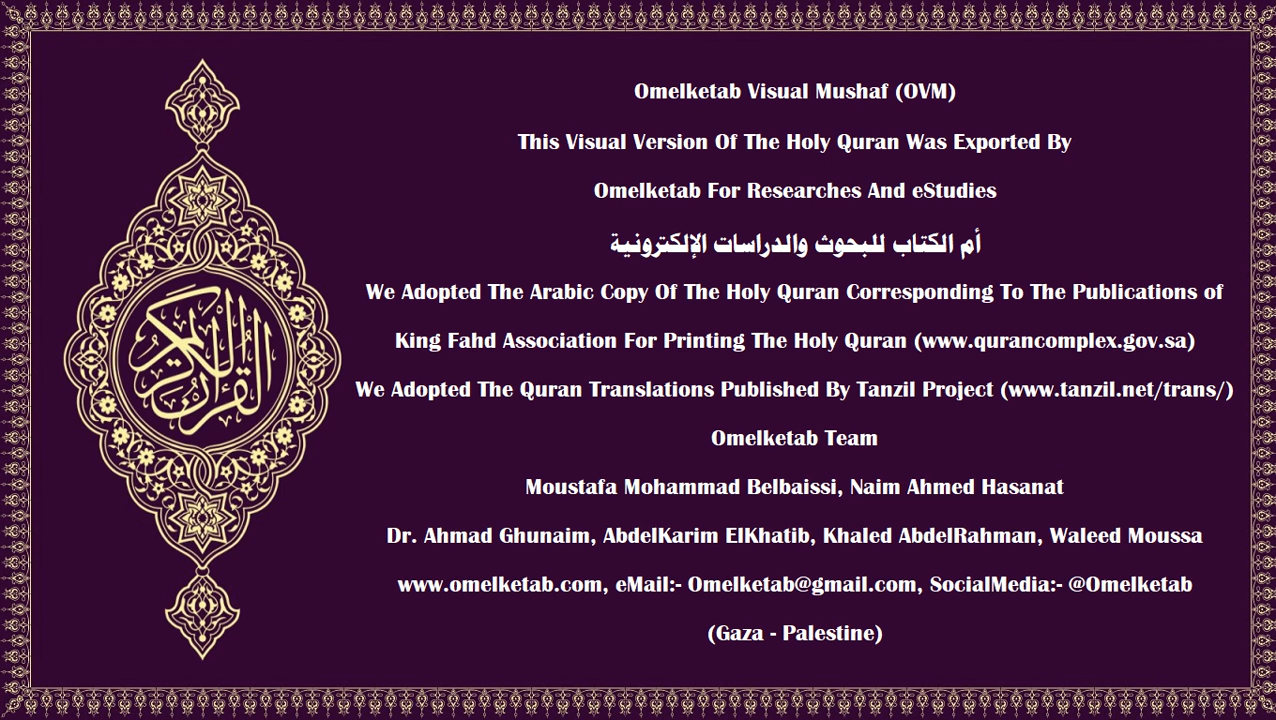 Omelketab Visual Mushaf (OVM)
This Visual Version Of The Holy Quran Was Exported By
Omelketab For Researches And eStudies
أم الكتاب للبحوث والدراسات الإلكترونية
We Adopted The Arabic Copy Of The Holy Quran Corresponding To The Publications of
King Fahd Association For Printing The Holy Quran (www.qurancomplex.gov.sa)
We Adopted The Quran Translations Published By Tanzil Project (www.tanzil.net/trans/)
Omelketab Team
Moustafa Mohammad Belbaissi, Naim Ahmed Hasanat
Dr. Ahmad Ghunaim, AbdelKarim ElKhatib, Khaled AbdelRahman, Waleed Moussa
www.omelketab.com, eMail:- Omelketab@gmail.com, SocialMedia:- @Omelketab
(Gaza - Palestine)
القرآن الكريم